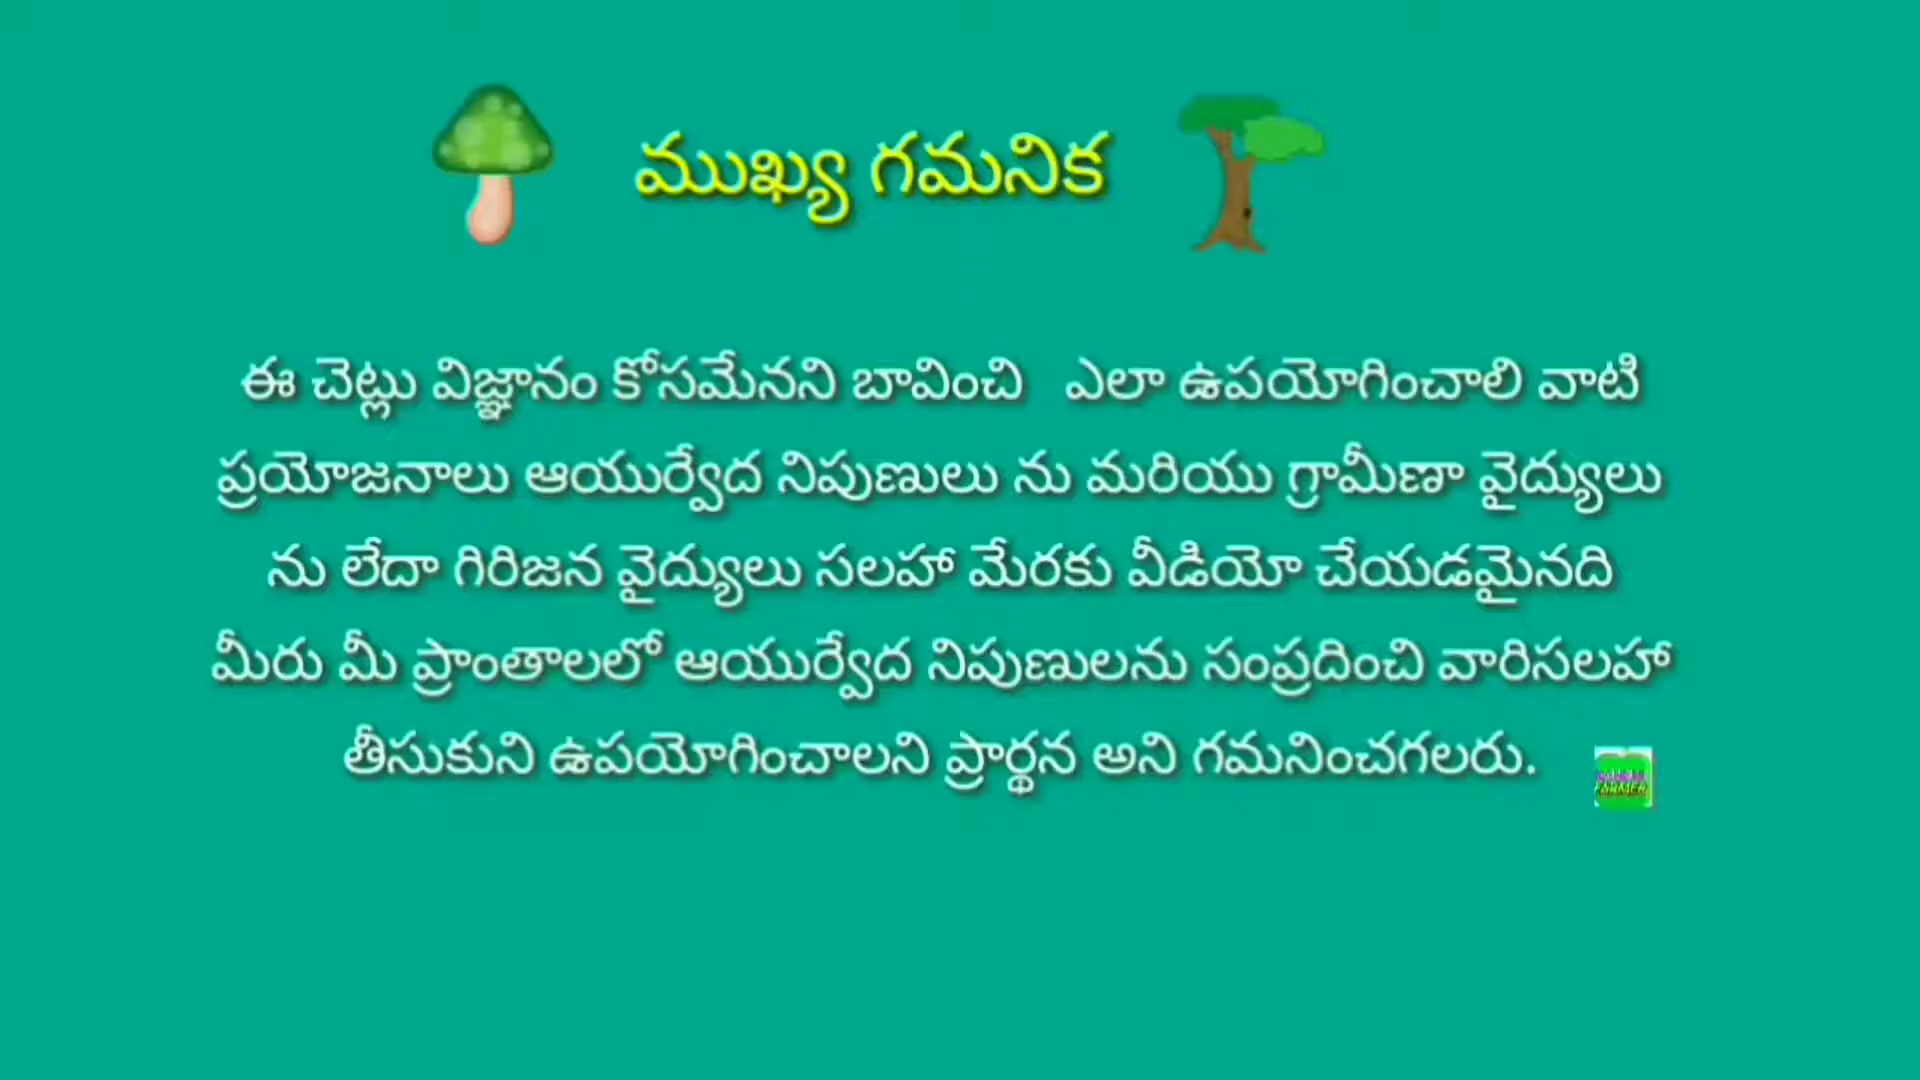 ముఖ్య గమనిక
ఈ చెట్లు విజ్ఞానం కోసమేనని బావించి ఎలా ఉపయోగించాలి వాటి
ప్రయోజనాలు ఆయుర్వేద నిపుణులు ను మరియు గ్రామీణా వైద్యులు
ను లేదా గిరిజన వైద్యులు సలహా మేరకు వీడియో చేయడమైనది
మీరు మీ ప్రాంతాలలో ఆయుర్వేద నిపుణులను సంప్రదించి వారిసలహా
తీసుకుని ఉపయోగించాలని ప్రార్థన అని గమనించగలరు.
FARMER